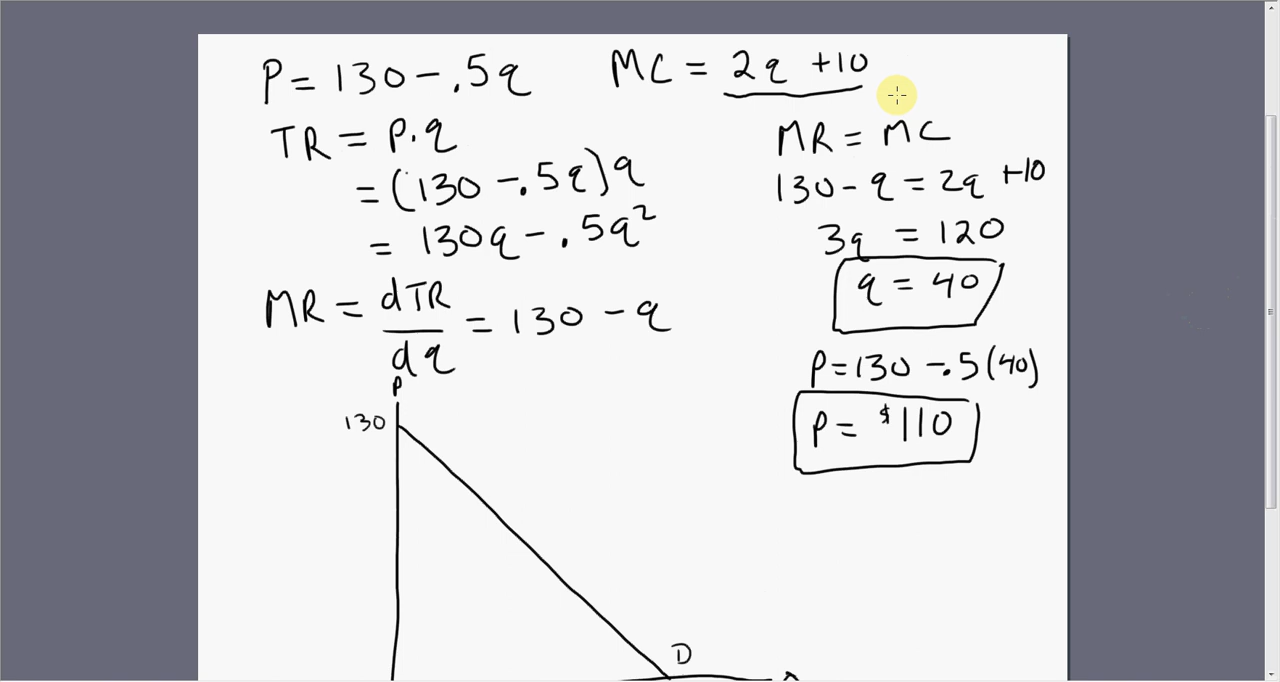 P = 130 - .5q
TR = P.q
= (130 - .5q)q
= 130q - .5q²
MR = dTR/dq = 130 - q
MC = 2q +10
MR = MC
130 - q = 2q +10
3q = 120
q = 40
P = 130 - .5(40)
P = $110
P
130
D